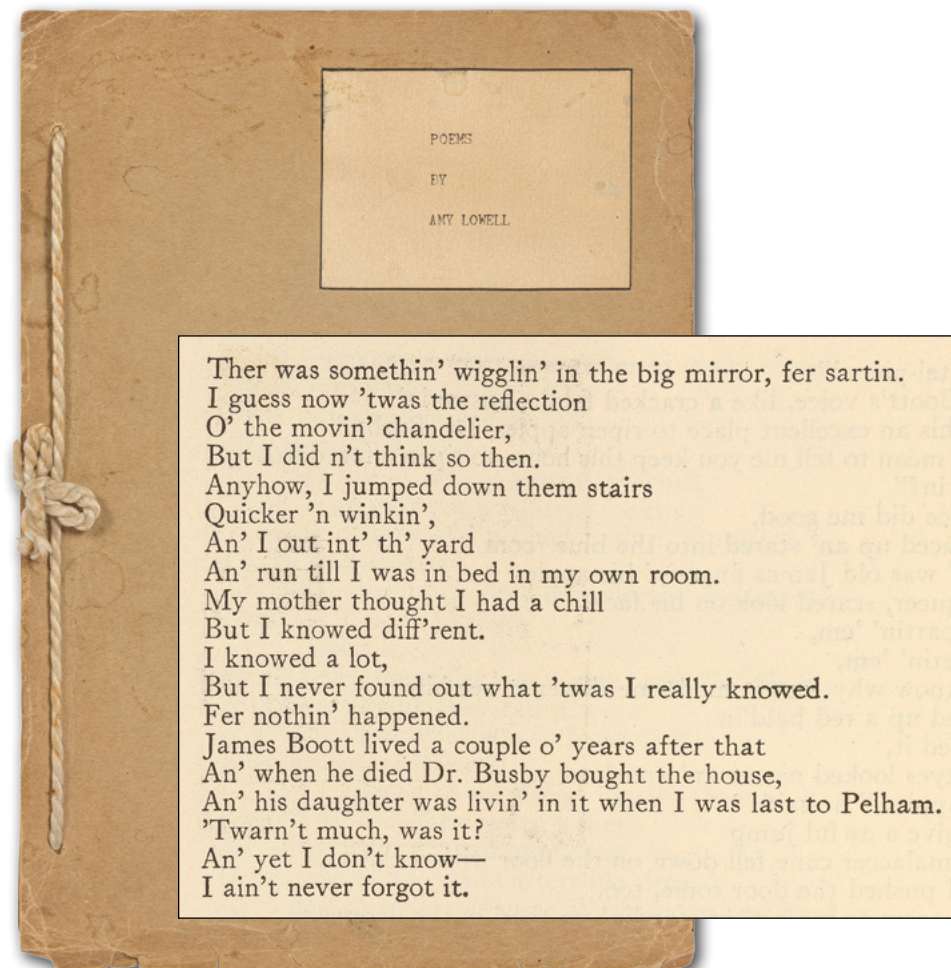 POEMS
BY
AMY LOWELL
Ther was somethin' wigglin' in the big mirror, fer sartin.
I guess now 'twas the reflection
O' the movin' chandelier,
But I did n't think so then.
Anyhow, I jumped down them stairs
Quicker 'n winkin',
An' I out int' th' yard
An' run till I was in bed in my own room.
My mother thought I had a chill
But I knowed diff'rent.
I knowed a lot,
But I never found out what 'twas I really knowed.
Fer nothin' happened.
James Boott lived a couple o' years after that
An' when he died Dr. Busby bought the house,
An' his daughter was livin' in it when I was last to Pelham.
'Twarn't much, was it?
An' yet I don't know—
I ain't never forgot it.